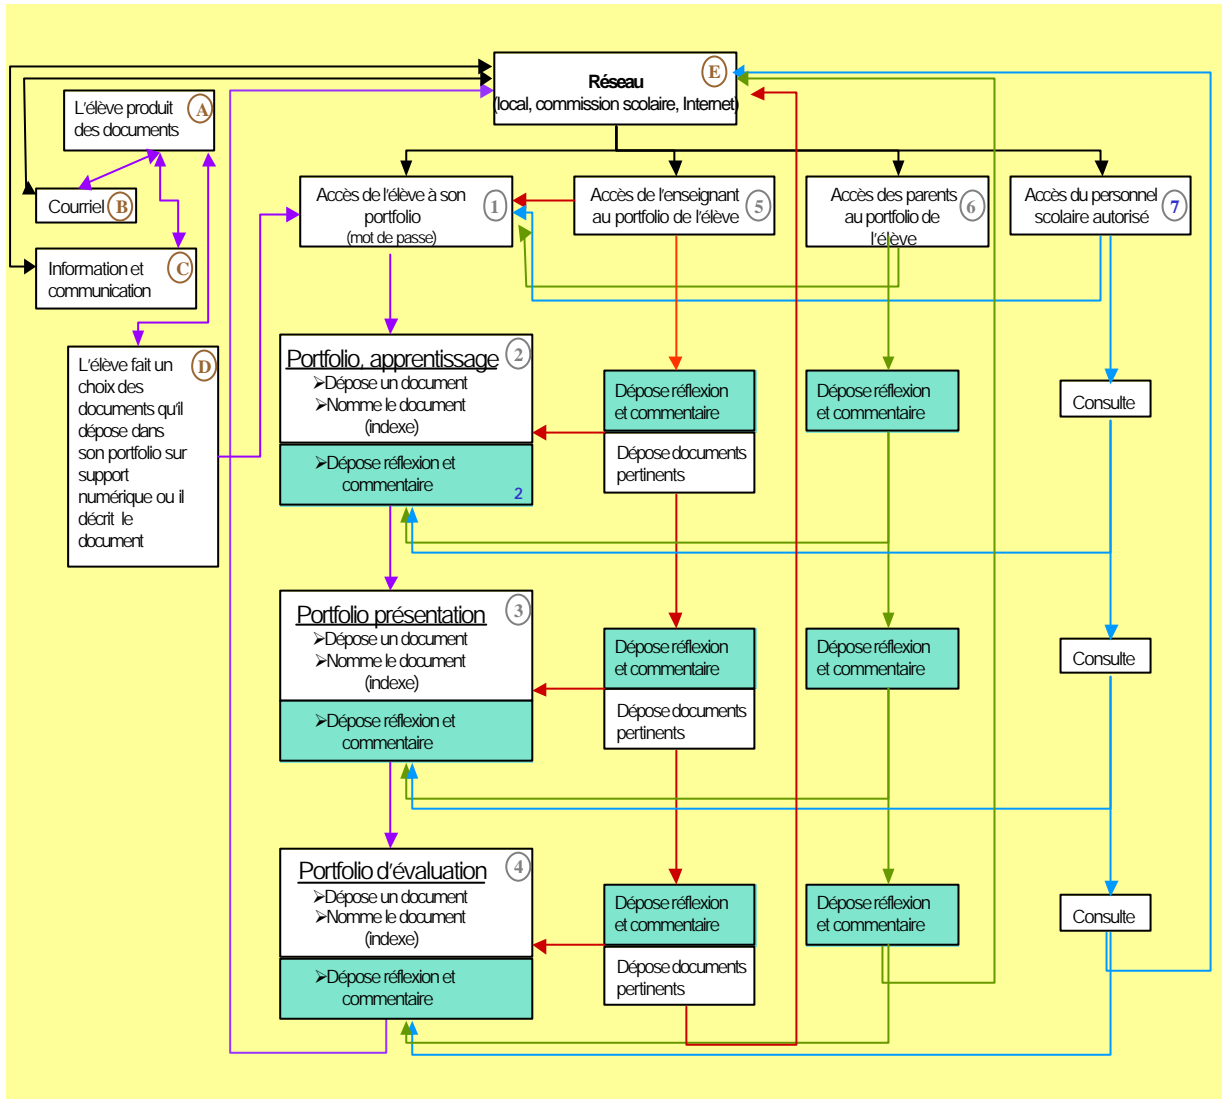 Réseau
E
(local, commission scolaire, Internet)
L'élève produit
des documents
A
Courriel
B
Information et
communication
C
L'élève fait un
choix des
documents qu'il
dépose dans
son portfolio sur
support
numérique ou il
décrit le
document
D
Accès de l'élève à son
portfolio
(mot de passe)
1
Accès de l'enseignant
au portfolio de l'élève
5
Accès des parents
au portfolio de
l'élève
6
Accès du personnel
scolaire autorisé
7
Portfolio, apprentissage
2
➢Dépose un document
➢Nomme le document
(indexe)
➢Dépose réflexion et
commentaire
2
Dépose réflexion
et commentaire
Dépose documents
pertinents
Dépose réflexion
et commentaire
Consulte
Portfolio présentation
3
➢Dépose un document
➢Nomme le document
(indexe)
➢Dépose réflexion et
commentaire
Dépose réflexion
et commentaire
Dépose documents
pertinents
Dépose réflexion
et commentaire
Consulte
Portfolio d'évaluation
4
➢Dépose un document
➢Nomme le document
(indexe)
➢Dépose réflexion et
commentaire
Dépose réflexion
et commentaire
Dépose documents
pertinents
Dépose réflexion
et commentaire
Consulte